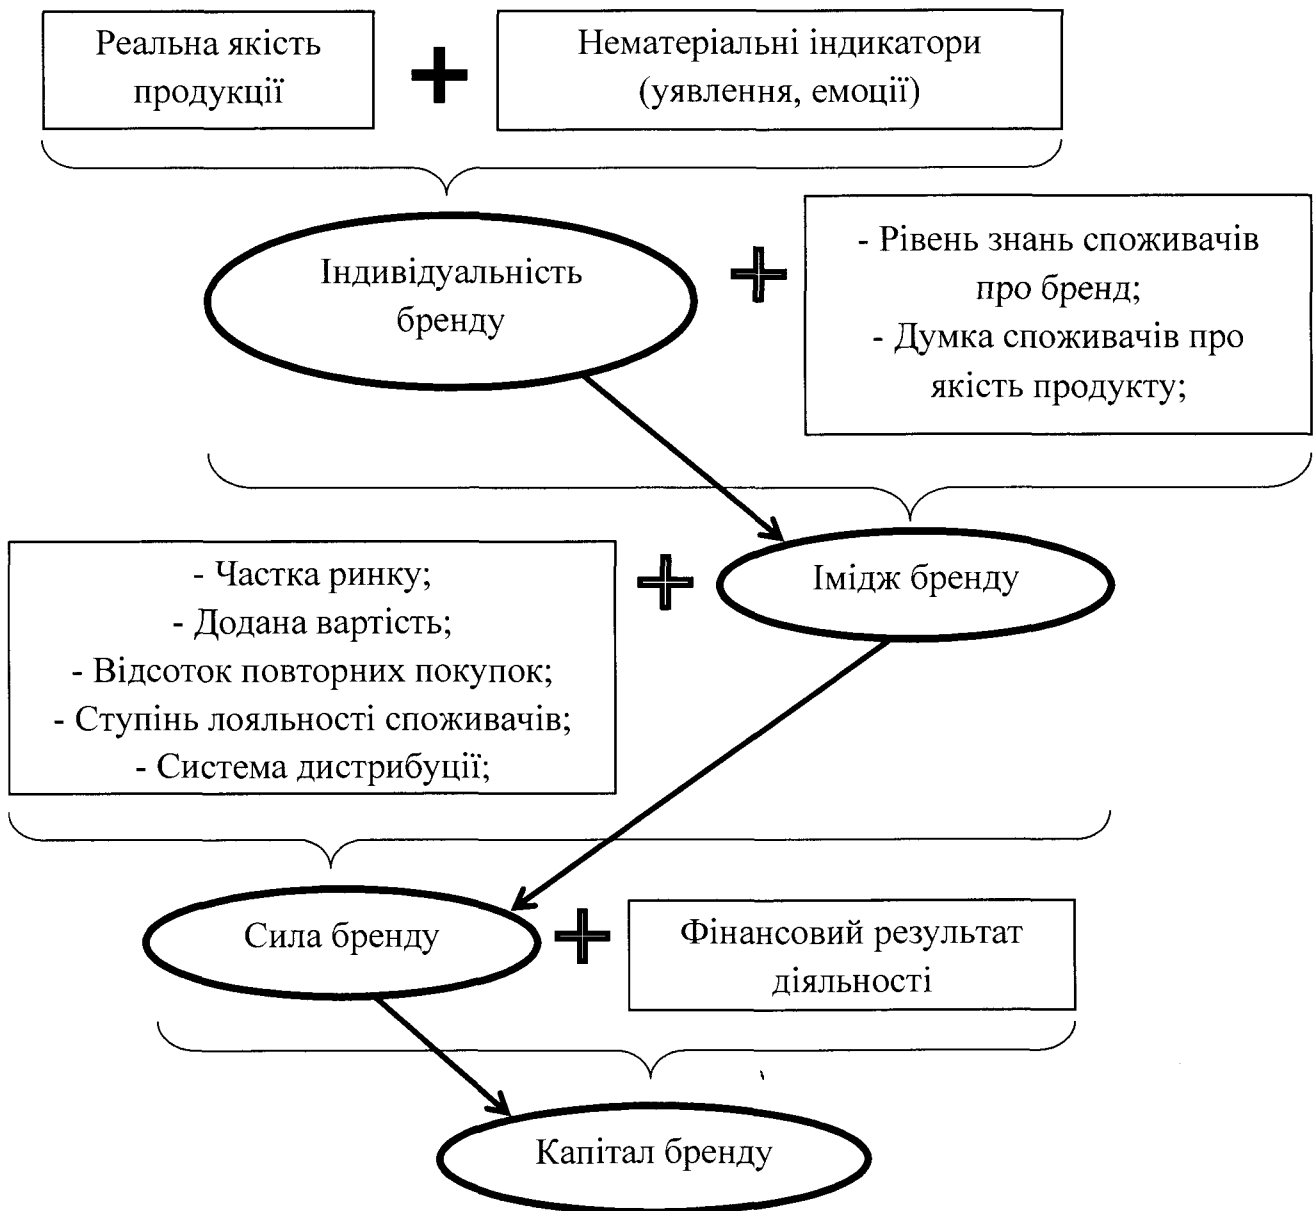 Реальна якість
продукції
Нематеріальні індикатори
(уявлення, емоції)
Індивідуальність
бренду
- Рівень знань споживачів
про бренд;
- Думка споживачів про
якість продукту;
Імідж бренду
- Частка ринку;
- Додана вартість;
- Відсоток повторних покупок;
- Ступінь лояльності споживачів;
- Система дистрибуції;
Сила бренду
Фінансовий результат
діяльності
Капітал бренду